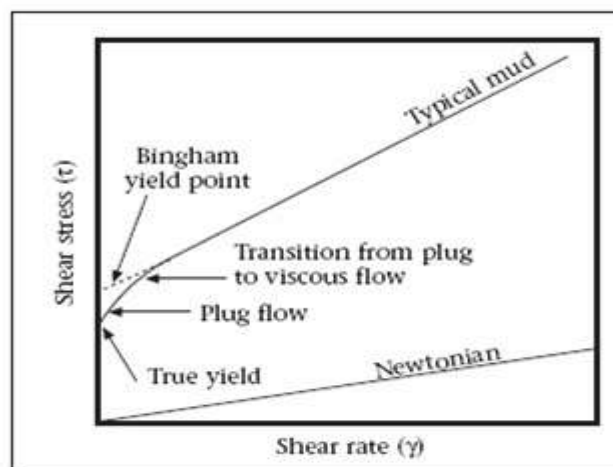 Typical mud
Bingham
yield point
Shear stress (τ)
Transition from plug
to viscous flow
Plug flow
True yield
Newtonian
Shear rate (γ)